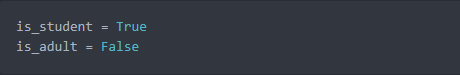 is_student = True
is_adult = False